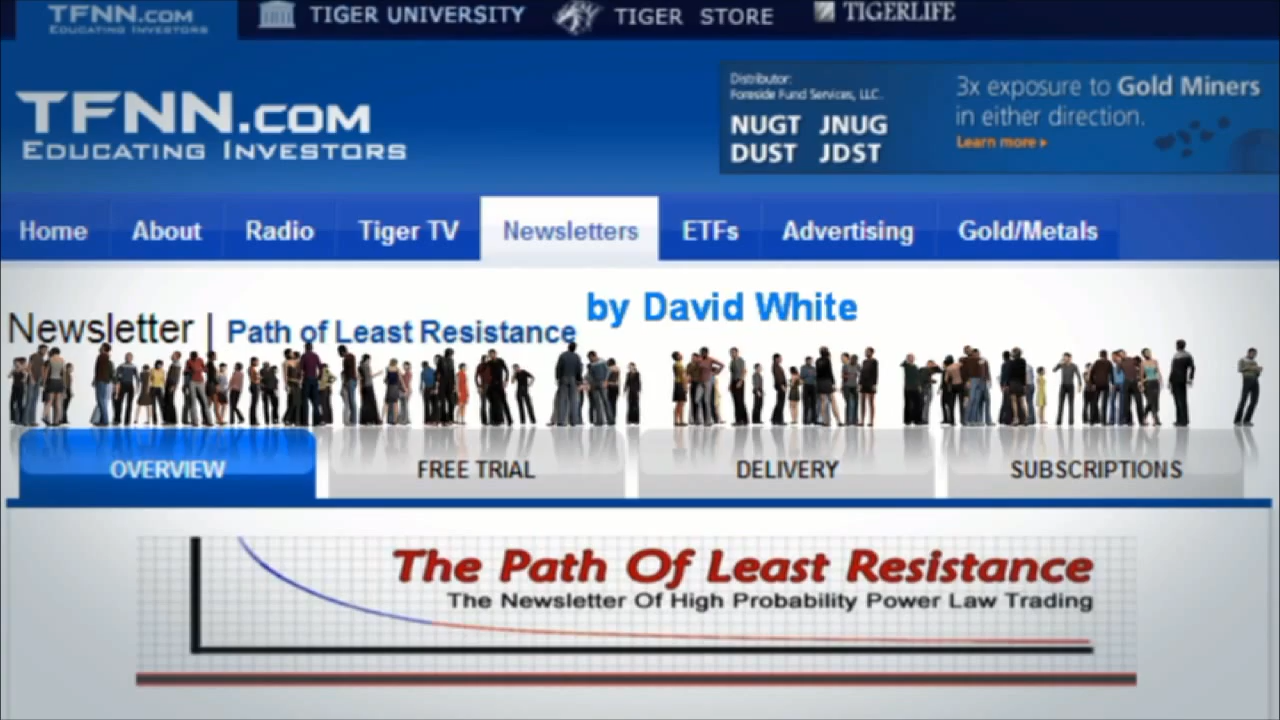 TFNN.COM
EDUCATING INVESTORS
TIGER UNIVERSITY
TIGER STORE
TIGERLIFE
TFNN.COM
EDUCATING INVESTORS
Distributor:
Foreside Fund Services, LLC.
NUGT JNUG
DUST JDST
3x exposure to Gold Miners
in either direction.
Learn more
Home About Radio Tiger TV Newsletters ETFs Advertising Gold/Metals
by David White
Newsletter | Path of Least Resistance
OVERVIEW FREE TRIAL DELIVERY SUBSCRIPTIONS
The Path Of Least Resistance
The Newsletter Of High Probability Power Law Trading